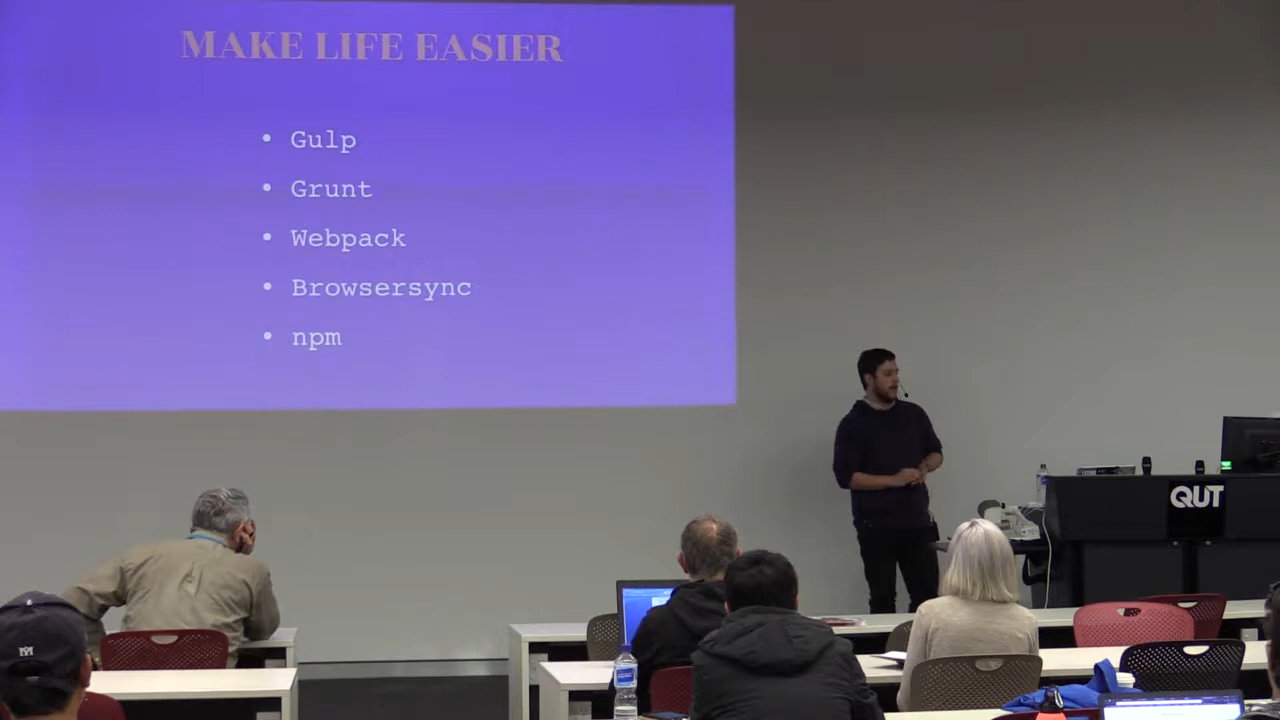 MAKE LIFE EASIER
• Gulp
• Grunt
• Webpack
• Browsersync
• npm
QUT